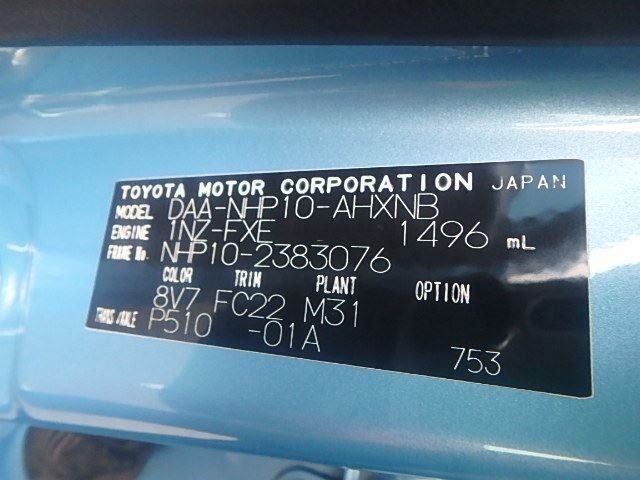 TOYOTA MOTOR CORPORATION JAPAN
MODEL DAA-NHP10-AHXNB
ENGINE 1NZ-FXE 1496 mL
FRAME No. NHP10-2383076
COLOR TRIM PLANT OPTION
8V7 FC22 M31
TRANS/AXLE P510 -01A
753